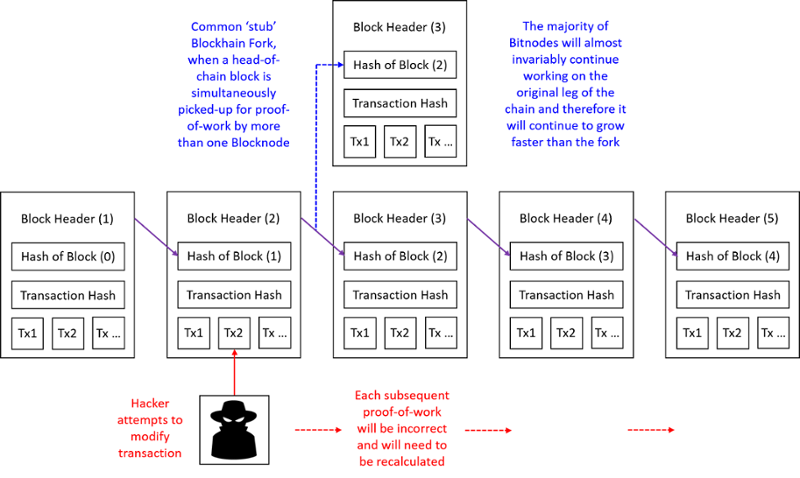 Common ‘stub’
Blockhain Fork,
when a head-of-
chain block is
simultaneously
picked-up for proof-
of-work by more
than one Blocknode
Block Header (3)
Hash of Block (2)
Transaction Hash
Tx1 Tx2 Tx ...
The majority of
Bitnodes will almost
invariably continue
working on the
original leg of the
chain and therefore it
will continue to grow
faster than the fork
Block Header (1)
Hash of Block (0)
Transaction Hash
Tx1 Tx2 Tx ...
Block Header (2)
Hash of Block (1)
Transaction Hash
Tx1 Tx2 Tx ...
Block Header (3)
Hash of Block (2)
Transaction Hash
Tx1 Tx2 Tx ...
Block Header (4)
Hash of Block (3)
Transaction Hash
Tx1 Tx2 Tx ...
Block Header (5)
Hash of Block (4)
Transaction Hash
Tx1 Tx2 Tx ...
Hacker
attempts to
modify
transaction
Each subsequent
proof-of-work
will be incorrect
and will need to
be recalculated